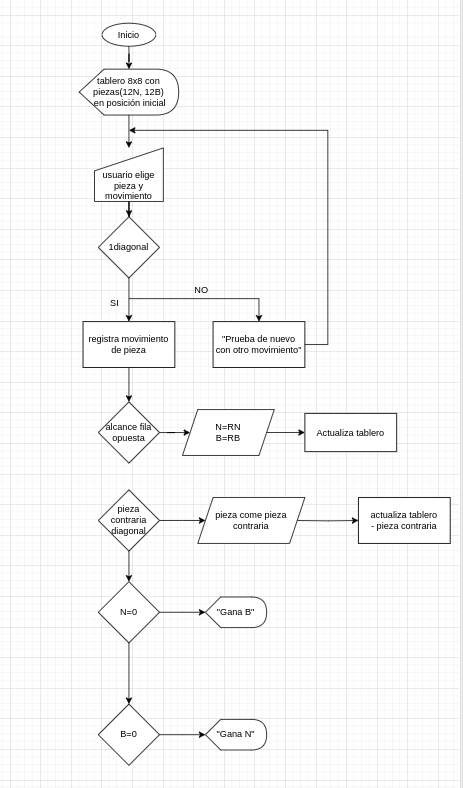 Inicio
tablero 8x8 con
piezas(12N, 12B)
en posición inicial
usuario elige
pieza y
movimiento
1diagonal
NO
SI
registra movimiento
de pieza
"Prueba de nuevo
con otro movimiento"
alcance fila
opuesta
N=RN
B=RB
Actualiza tablero
pieza
contraria
diagonal
pieza come pieza
contraria
actualiza tablero
- pieza contraria
N=0
"Gana B"
B=0
"Gana N"